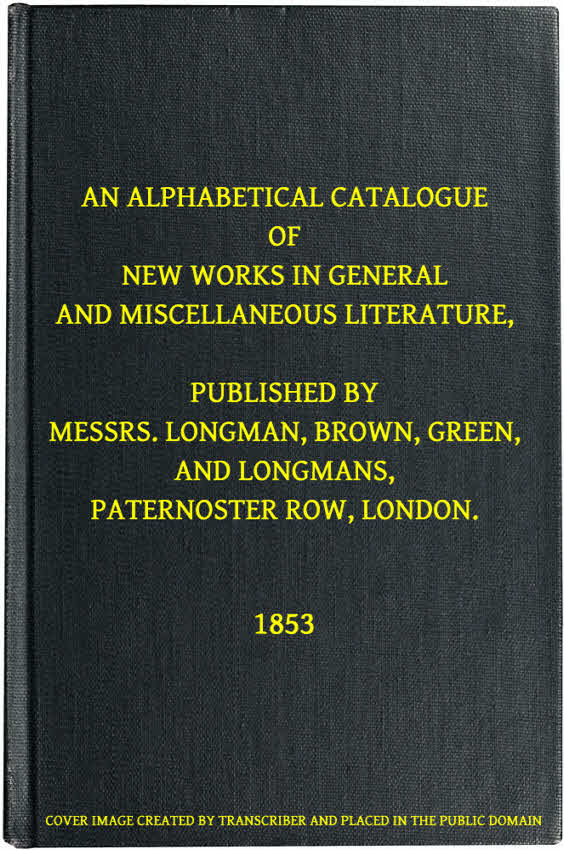 AN ALPHABETICAL CATALOGUE
OF
NEW WORKS IN GENERAL
AND MISCELLANEOUS LITERATURE,
PUBLISHED BY
MESSRS. LONGMAN, BROWN, GREEN,
AND LONGMANS,
PATERNOSTER ROW, LONDON.
1853
COVER IMAGE CREATED BY TRANSCRIBER AND PLACED IN THE PUBLIC DOMAIN